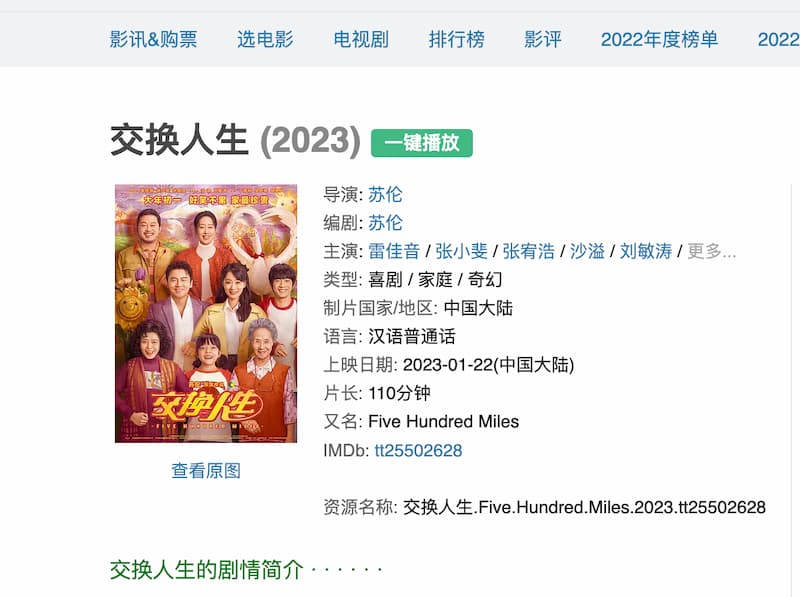 影讯&购票 选电影 电视剧 排行榜 影评 2022年度榜单 2022
交换人生 (2023) 一键播放
大年初一 好笑不累 家最珍贵
交换人生
FIVE HUNDRED MILES
查看原图
导演: 苏伦
编剧: 苏伦
主演: 雷佳音 / 张小斐 / 张宥浩 / 沙溢 / 刘敏涛 / 更多...
类型: 喜剧 / 家庭 / 奇幻
制片国家/地区: 中国大陆
语言: 汉语普通话
上映日期: 2023-01-22(中国大陆)
片长: 110分钟
又名: Five Hundred Miles
IMDb: tt25502628
资源名称: 交换人生.Five.Hundred.Miles.2023.tt25502628
交换人生的剧情简介 · · · · · ·